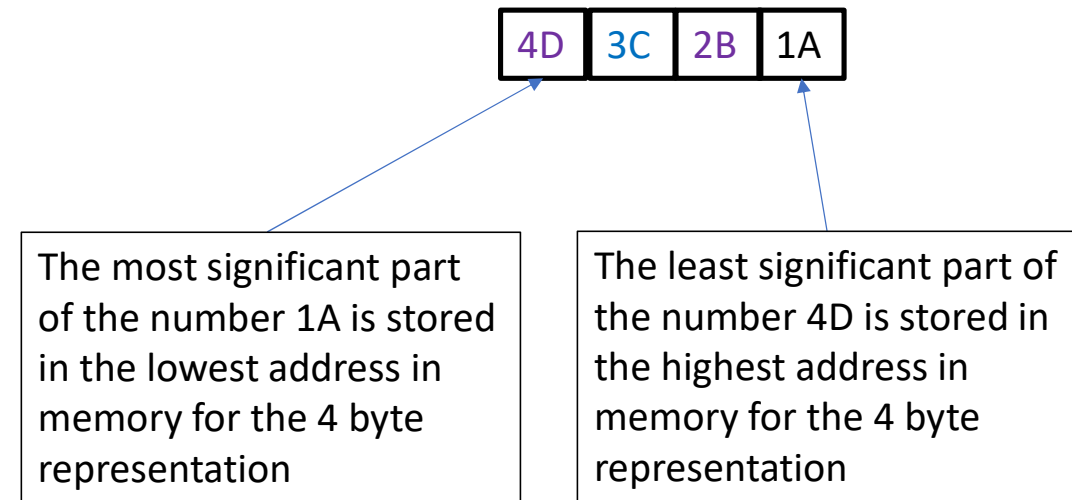 4D 3C 2B 1A
The most significant part
of the number 1A is stored
in the lowest address in
memory for the 4 byte
representation
The least significant part of
the number 4D is stored in
the highest address in
memory for the 4 byte
representation